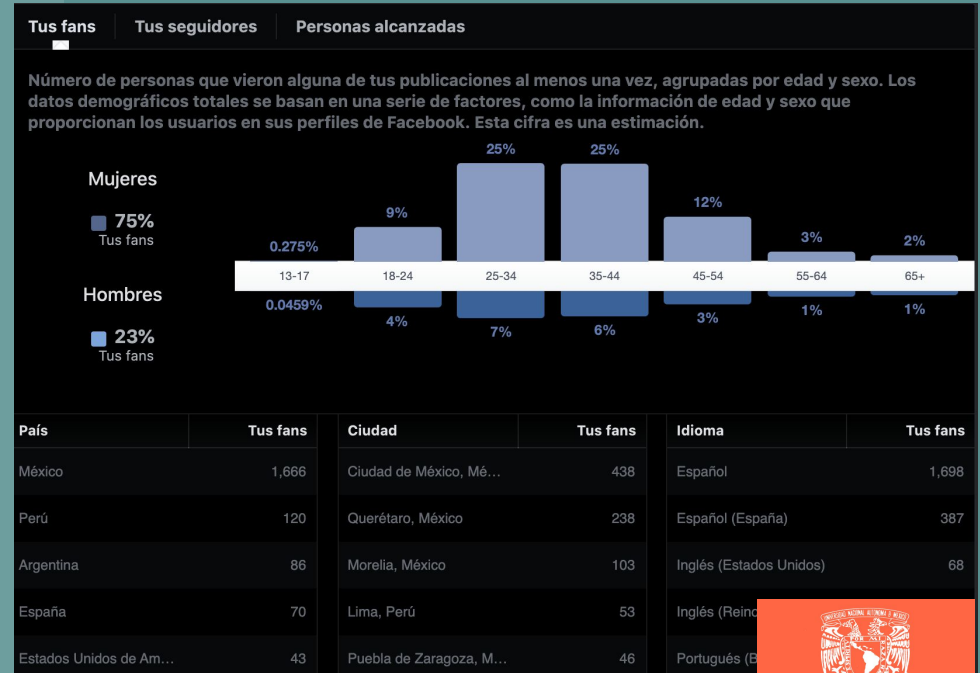 Tus fans
Tus seguidores
Personas alcanzadas
Número de personas que vieron alguna de tus publicaciones al menos una vez, agrupadas por edad y sexo. Los
datos demográficos totales se basan en una serie de factores, como la información de edad y sexo que
proporcionan los usuarios en sus perfiles de Facebook. Esta cifra es una estimación.
Mujeres
75%
Tus fans
0.275% 9% 25% 25% 12% 3% 2%
13-17 18-24 25-34 35-44 45-54 55-64 65+
Hombres
23%
Tus fans
0.0459% 4% 7% 6% 3% 1% 1%
País Tus fans Ciudad Tus fans Idioma Tus fans
México 1,666 Ciudad de México, Mé… 438 Español 1,698
Perú 120 Querétaro, México 238 Español (España) 387
Argentina 86 Morelia, México 103 Inglés (Estados Unidos) 68
España 70 Lima, Perú 53 Inglés (Reino
Estados Unidos de Am… 43 Puebla de Zaragoza, M… 46 Portugués (B